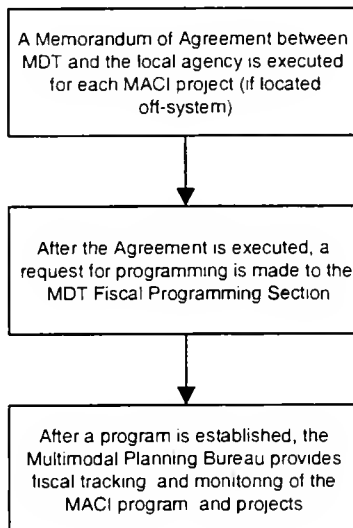 A Memorandum of Agreement between
MDT and the local agency is executed
for each MACI project (if located
off-system)
After the Agreement is executed, a
request for programming is made to the
MDT Fiscal Programming Section
After a program is established, the
Multimodal Planning Bureau provides
fiscal tracking and monitoring of
the MACI program and projects